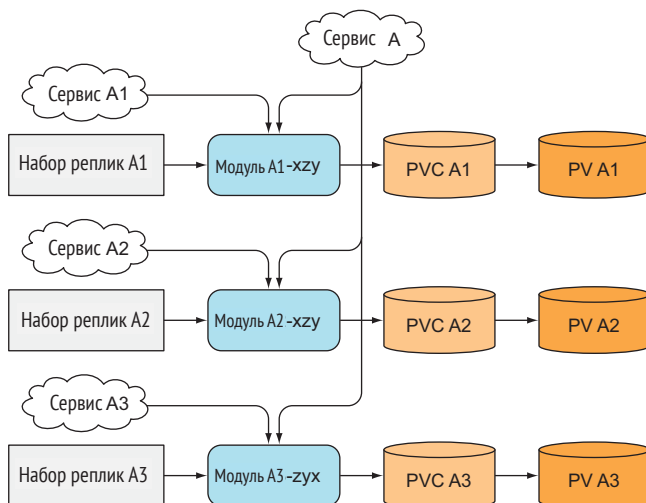 Сервис A
Сервис A1
Набор реплик A1
Модуль A1-xzy
PVC A1
PV A1
Сервис A2
Набор реплик A2
Модуль A2-xzy
PVC A2
PV A2
Сервис A3
Набор реплик A3
Модуль A3-zyx
PVC A3
PV A3